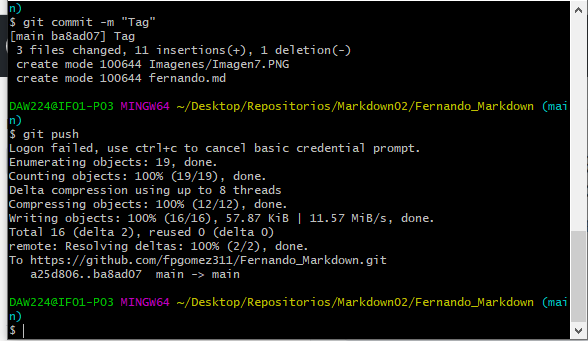 n)
$ git commit -m "Tag"
[main ba8ad07] Tag
 3 files changed, 11 insertions(+), 1 deletion(-)
 create mode 100644 Imagenes/Imagen7.PNG
 create mode 100644 fernando.md

DAW224@IF01-PO3 MINGW64 ~/Desktop/Repositorios/Markdown02/Fernando_Markdown (mai
n)
$ git push
Logon failed, use ctrl+c to cancel basic credential prompt.
Enumerating objects: 19, done.
Counting objects: 100% (19/19), done.
Delta compression using up to 8 threads
Compressing objects: 100% (12/12), done.
Writing objects: 100% (16/16), 57.87 KiB | 11.57 MiB/s, done.
Total 16 (delta 2), reused 0 (delta 0)
remote: Resolving deltas: 100% (2/2), done.
To https://github.com/fpgomez311/Fernando_Markdown.git
   a25d806..ba8ad07  main -> main

DAW224@IF01-PO3 MINGW64 ~/Desktop/Repositorios/Markdown02/Fernando_Markdown (mai
n)
$